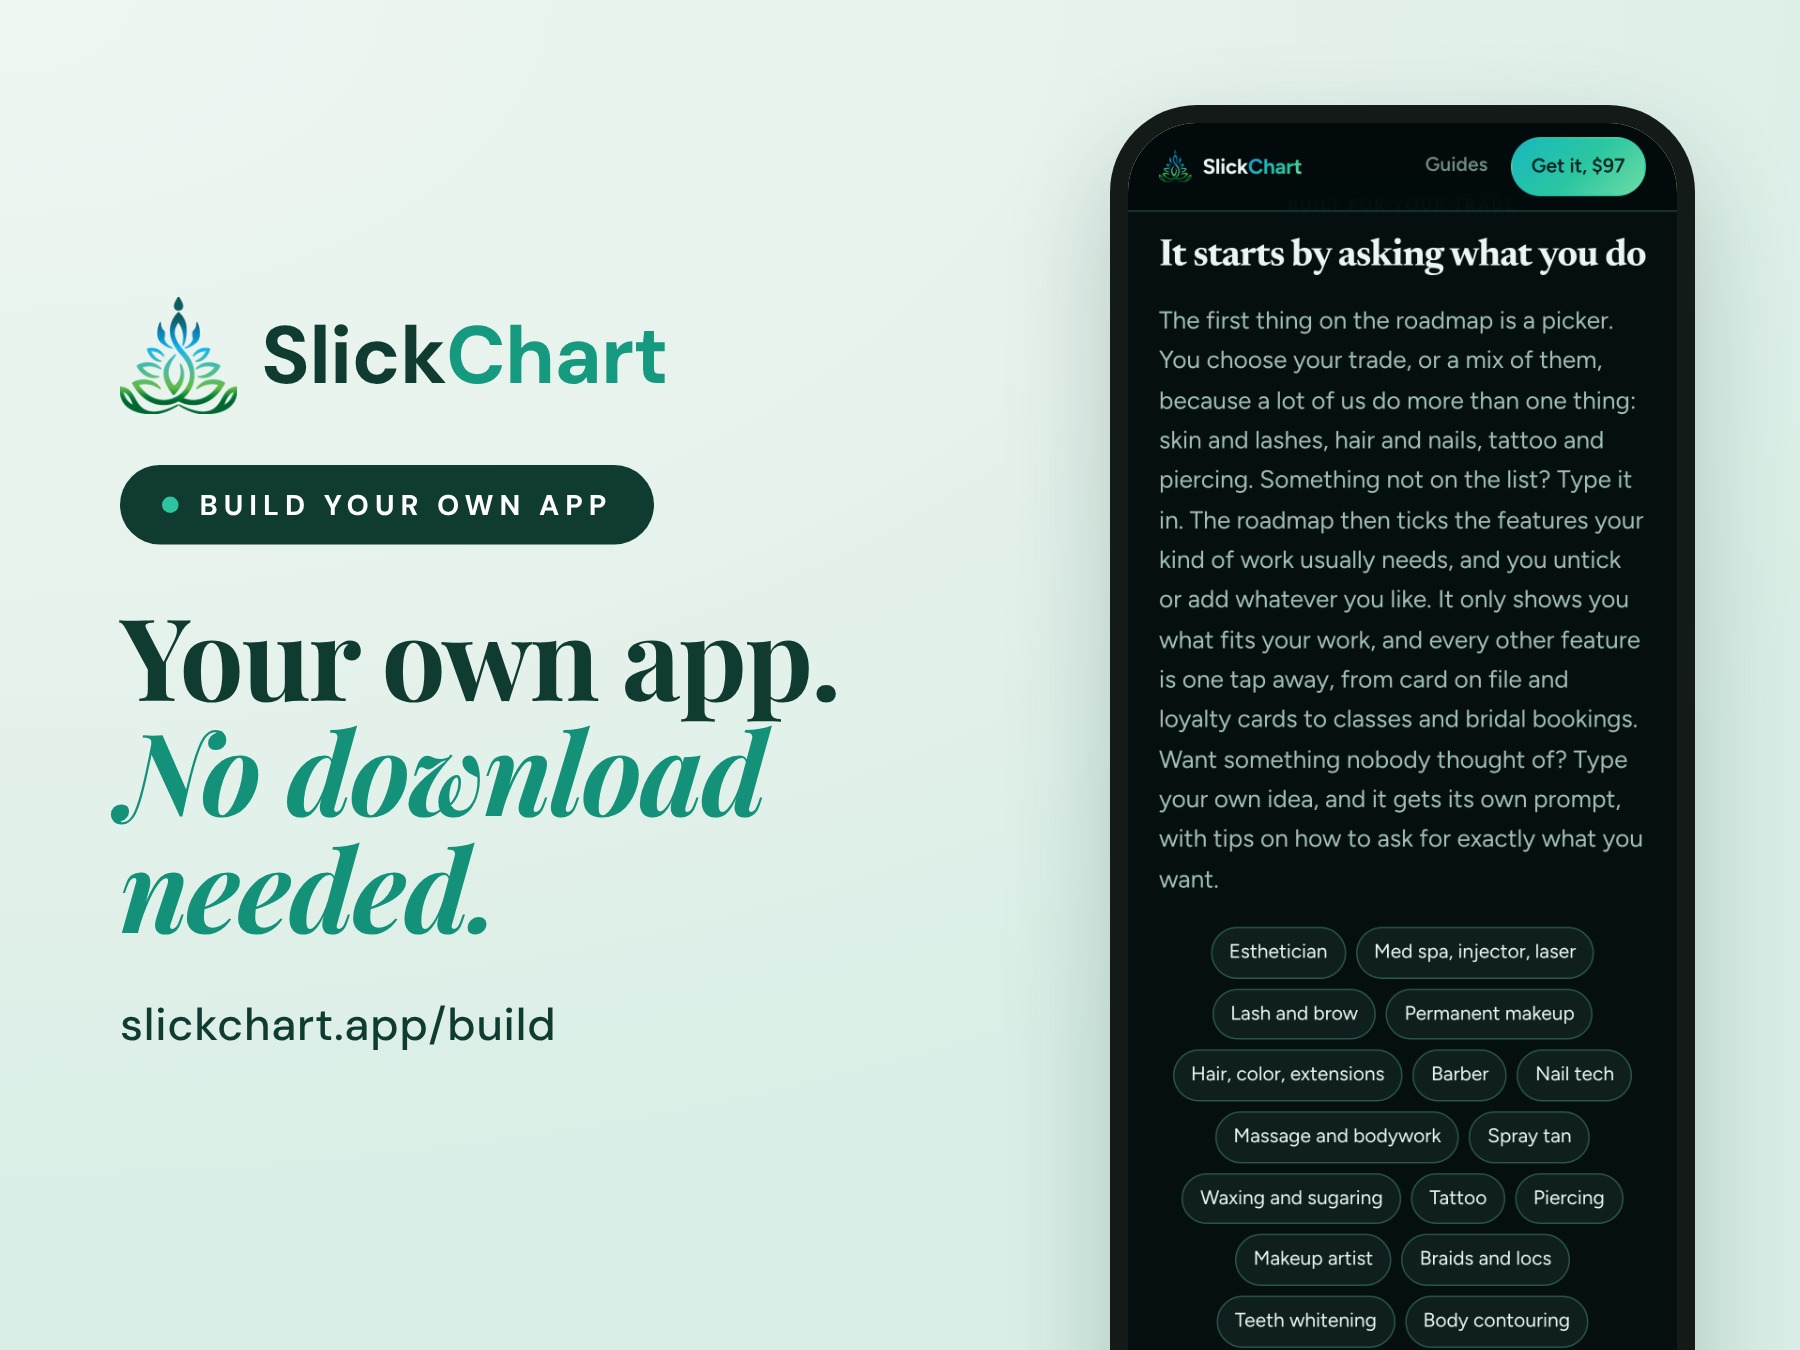 SlickChart
BUILD YOUR OWN APP
Your own app.
No download
needed.
slickchart.app/build
SlickChart
Guides
Get it, $97
BUILT FOR YOUR TRADE
It starts by asking what you do
The first thing on the roadmap is a picker.
You choose your trade, or a mix of them,
because a lot of us do more than one thing:
skin and lashes, hair and nails, tattoo and
piercing. Something not on the list? Type it
in. The roadmap then ticks the features your
kind of work usually needs, and you untick
or add whatever you like. It only shows you
what fits your work, and every other feature
is one tap away, from card on file and
loyalty cards to classes and bridal bookings.
Want something nobody thought of? Type
your own idea, and it gets its own prompt,
with tips on how to ask for exactly what you
want.
Esthetician
Med spa, injector, laser
Lash and brow
Permanent makeup
Hair, color, extensions
Barber
Nail tech
Massage and bodywork
Spray tan
Waxing and sugaring
Tattoo
Piercing
Makeup artist
Braids and locs
Teeth whitening
Body contouring